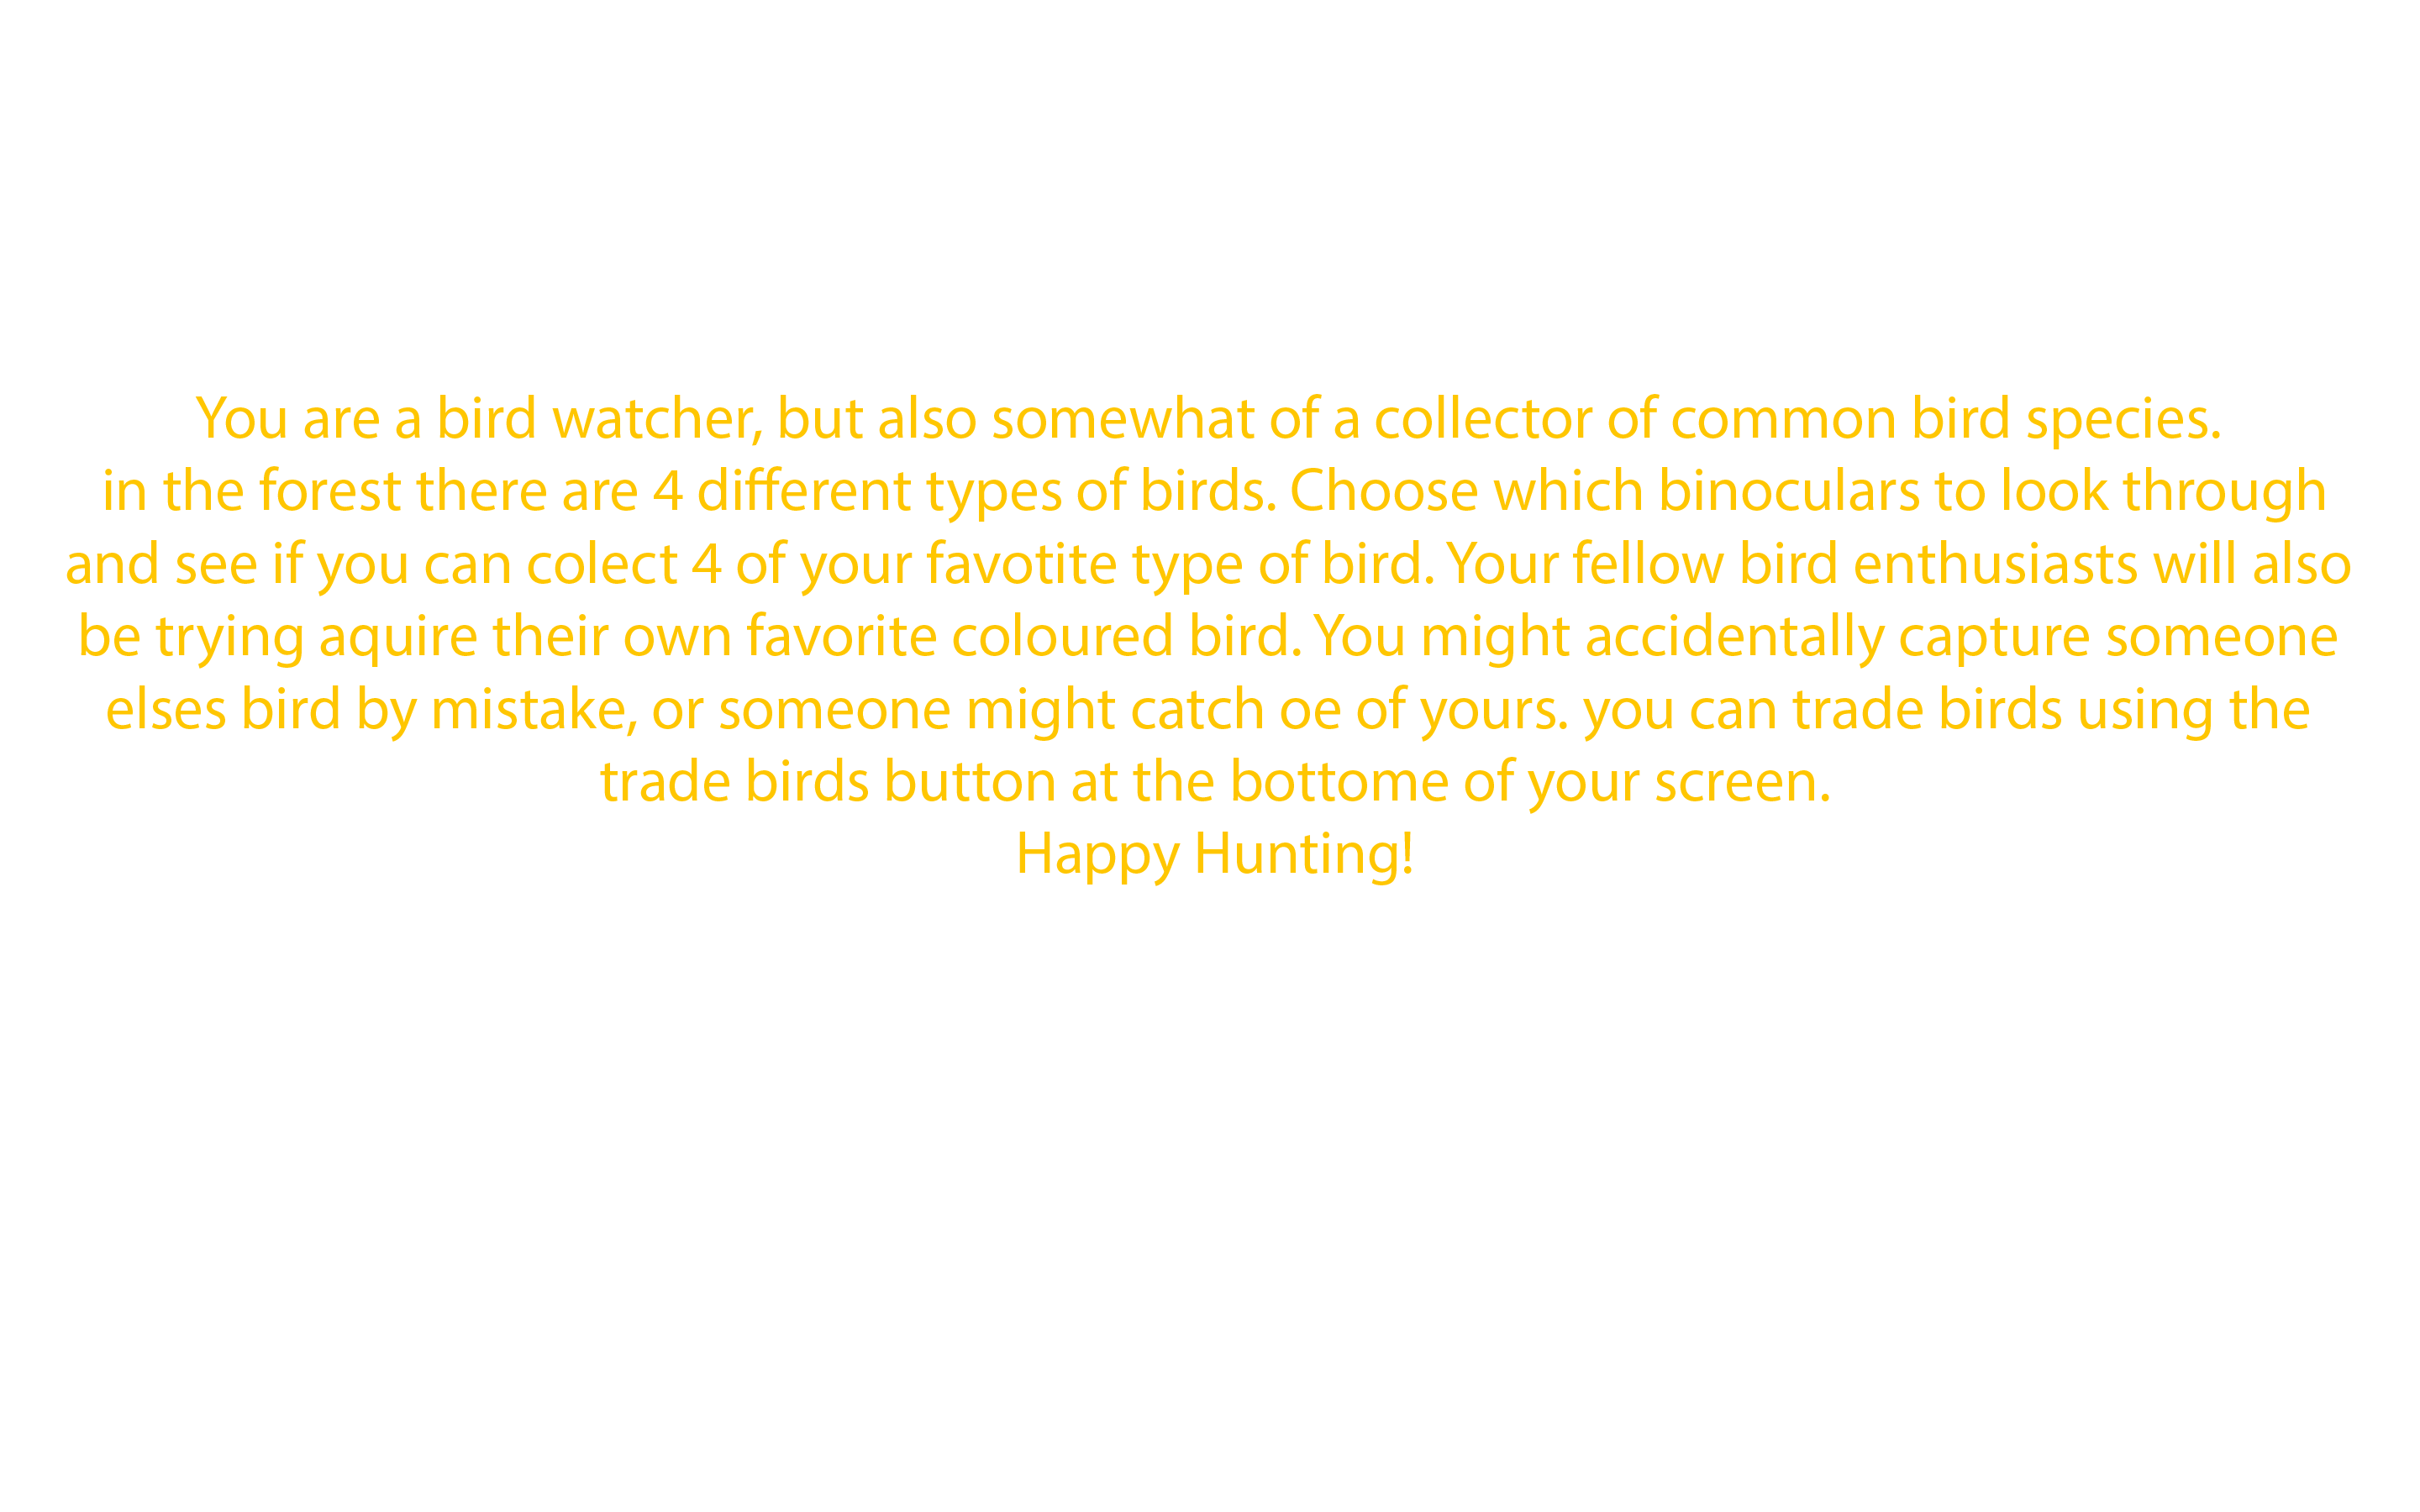 You are a bird watcher, but also somewhat of a collector of common bird species.
in the forest there are 4 different types of birds. Choose which binoculars to look through
and see if you can colect 4 of your favotite type of bird. Your fellow bird enthusiasts will also
be trying aquire their own favorite coloured bird. You might accidentally capture someone
elses bird by mistake, or someone might catch oe of yours. you can trade birds using the
trade birds button at the bottome of your screen.
Happy Hunting!